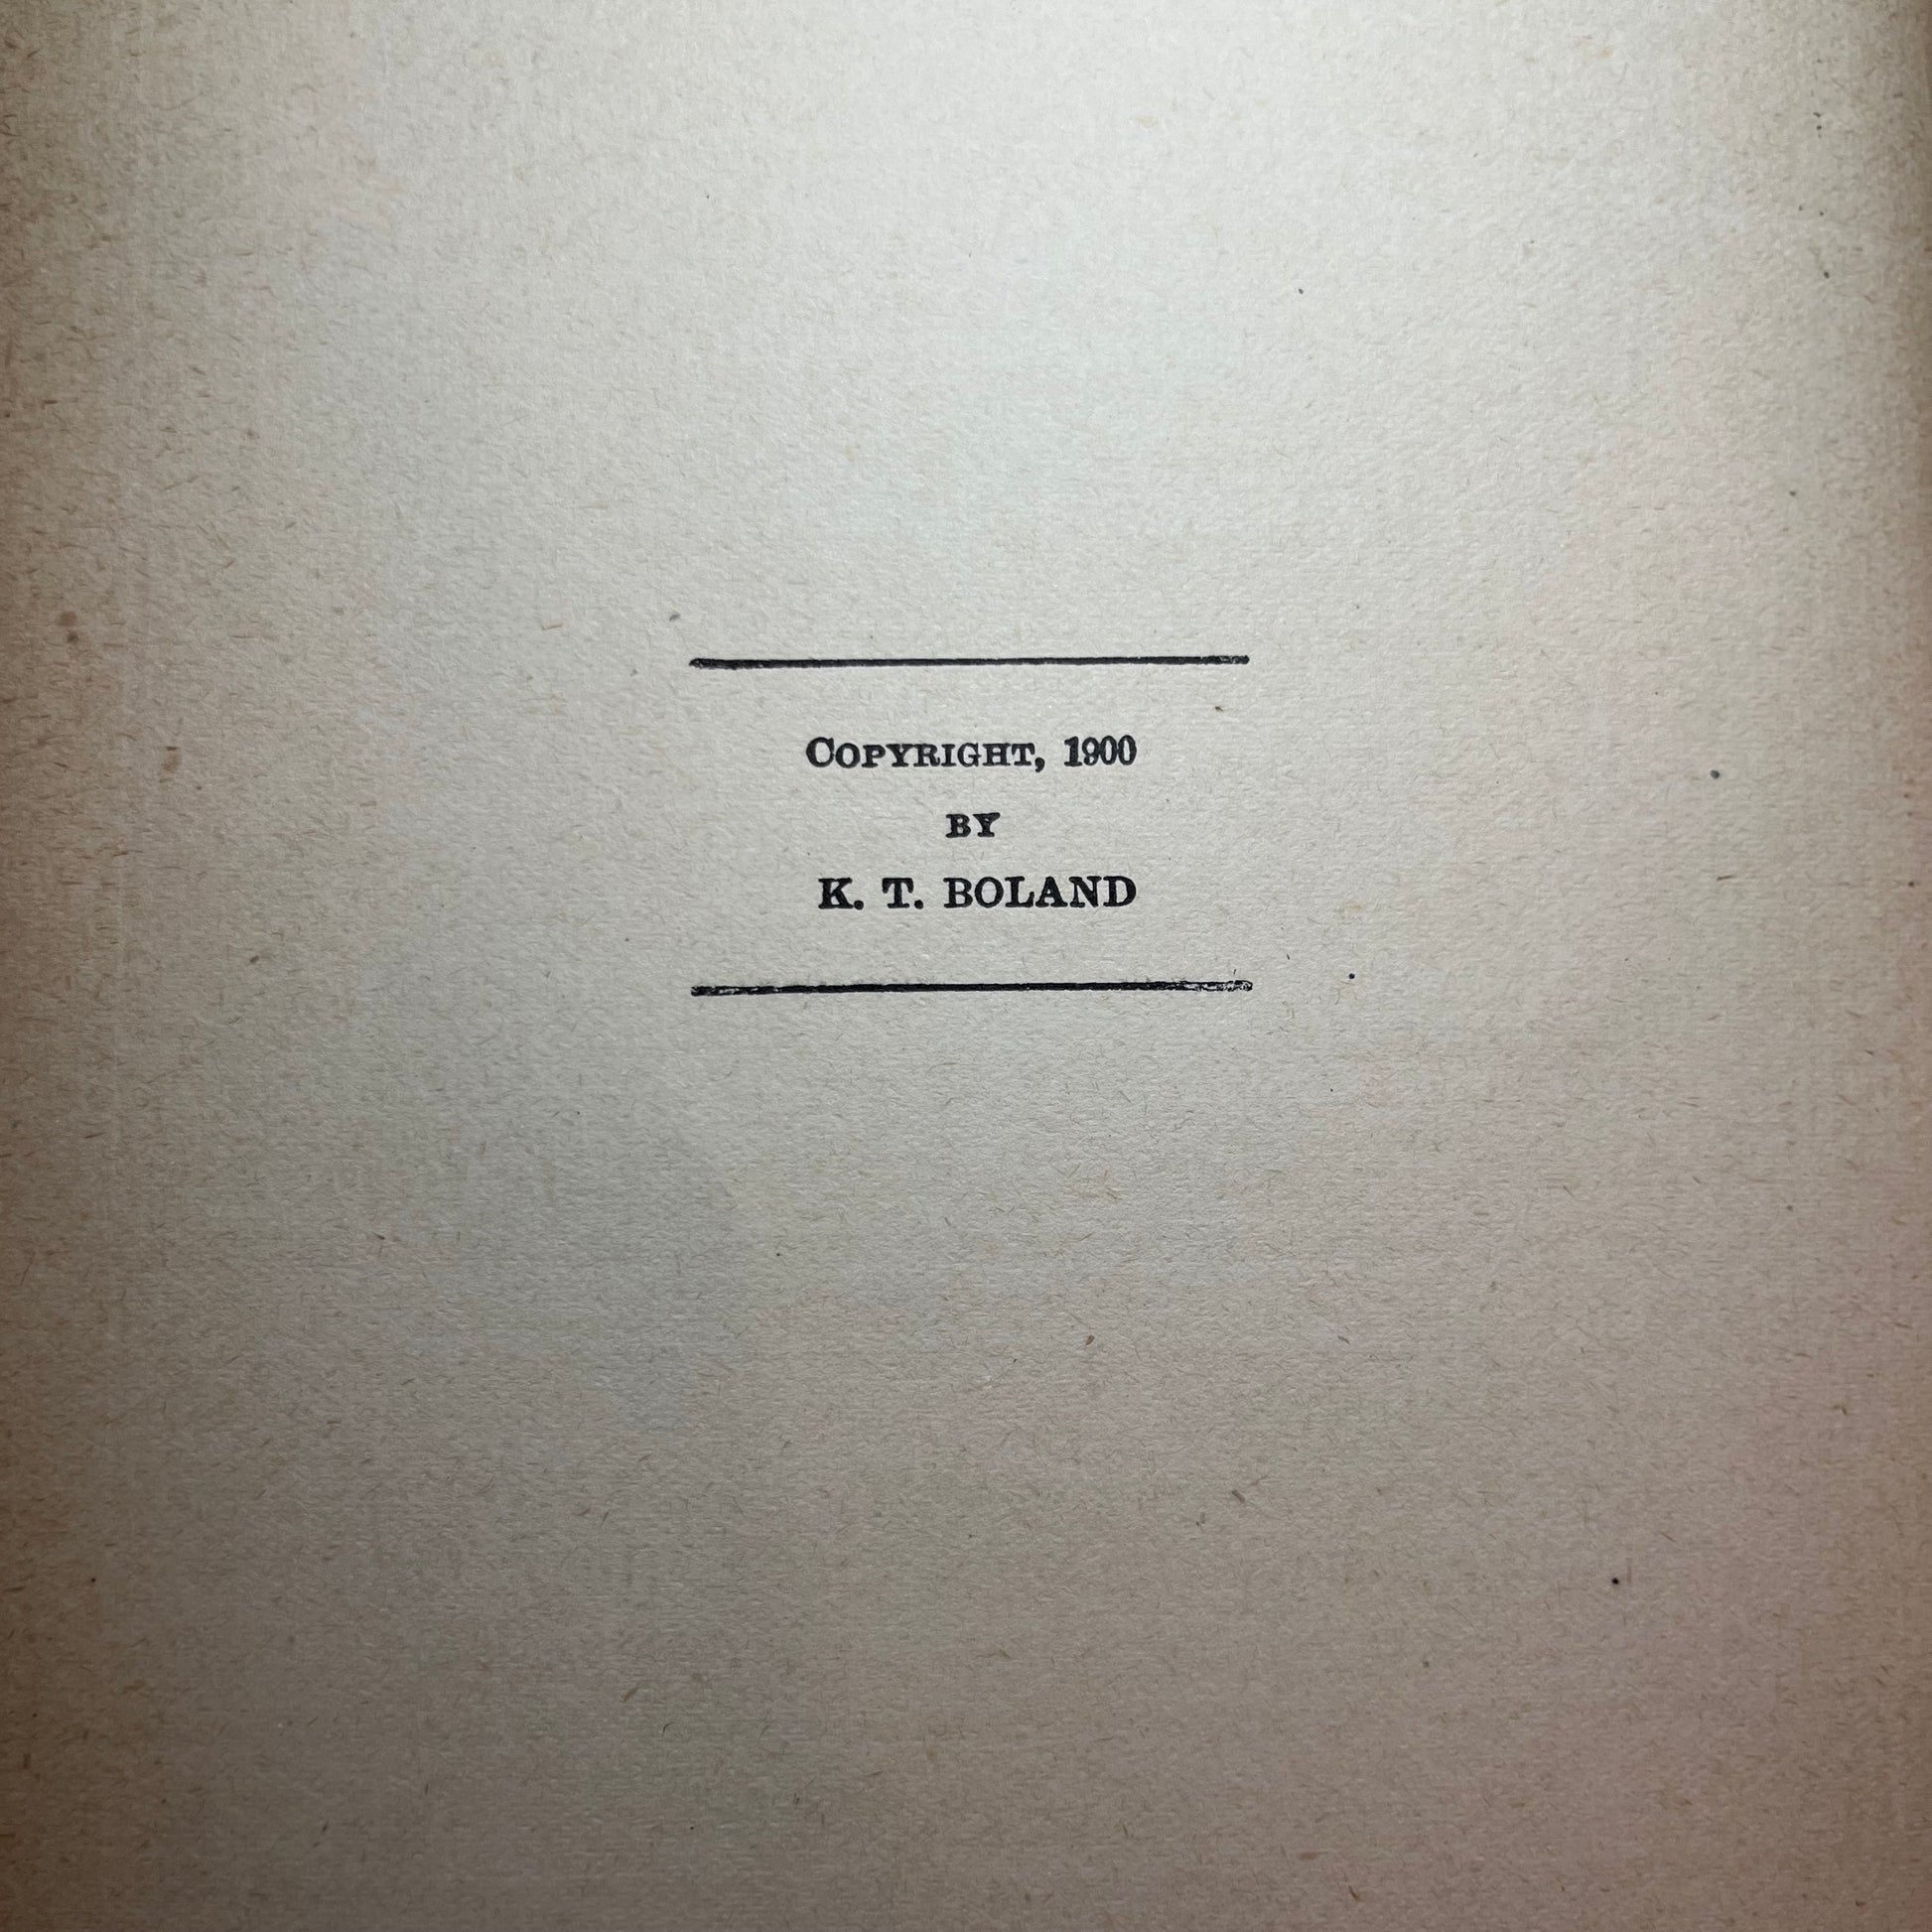 Copyright, 1900
BY
K. T. BOLAND